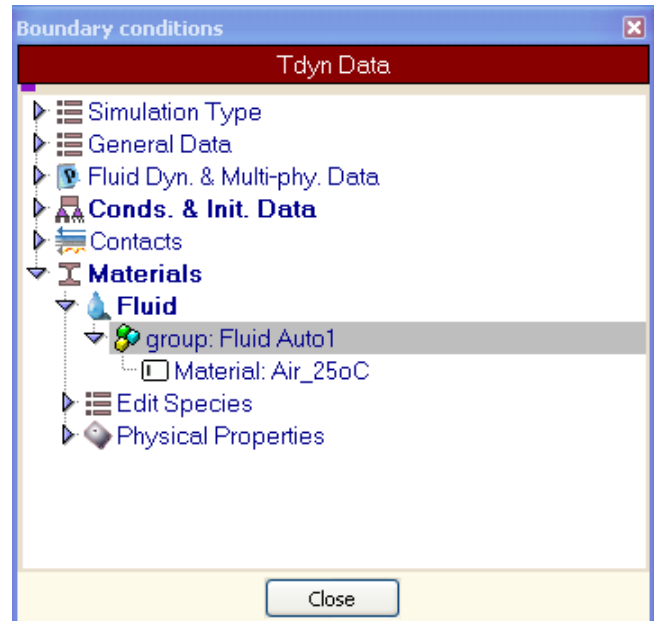 Boundary conditions
Tdyn Data
Simulation Type
General Data
Fluid Dyn. & Multi-phy. Data
Conds. & Init. Data
Contacts
Materials
Fluid
group: Fluid Auto1
Material: Air_25oC
Edit Species
Physical Properties
Close